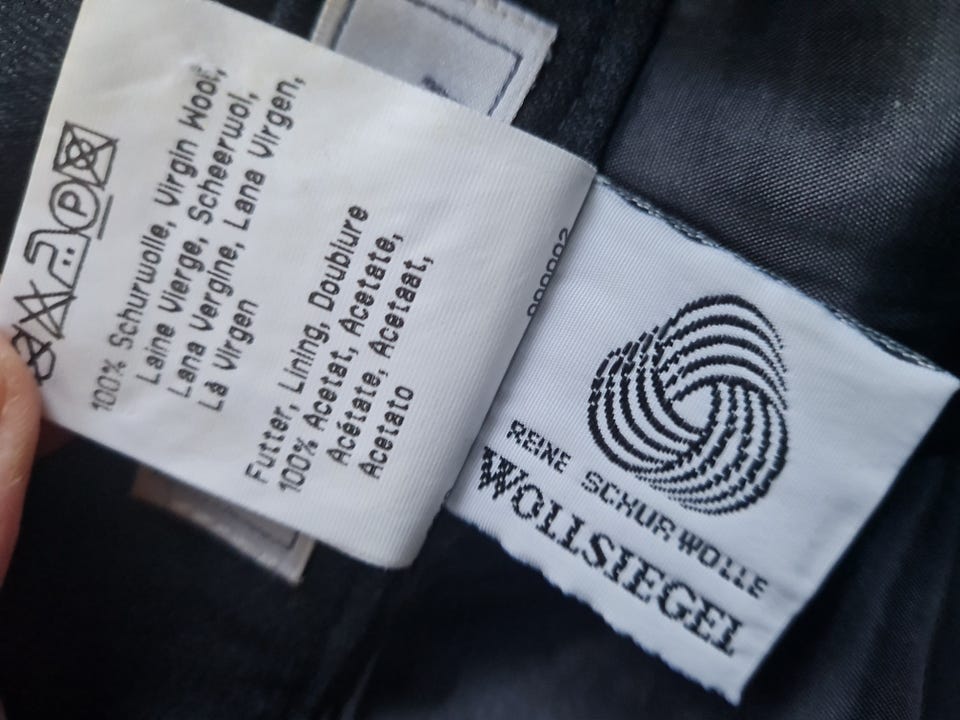 100% Schurwolle, Virgin Wool,
Laine Vierge, Scheerwol,
Lana Vergine, Lana Virgen,
Lã Virgen
Futter, Lining, Doublure
100% Acetat, Acetate,
Acétate, Acetaat,
Acetato
P
REINE SCHURWOLLE
WOLLSIEGEL